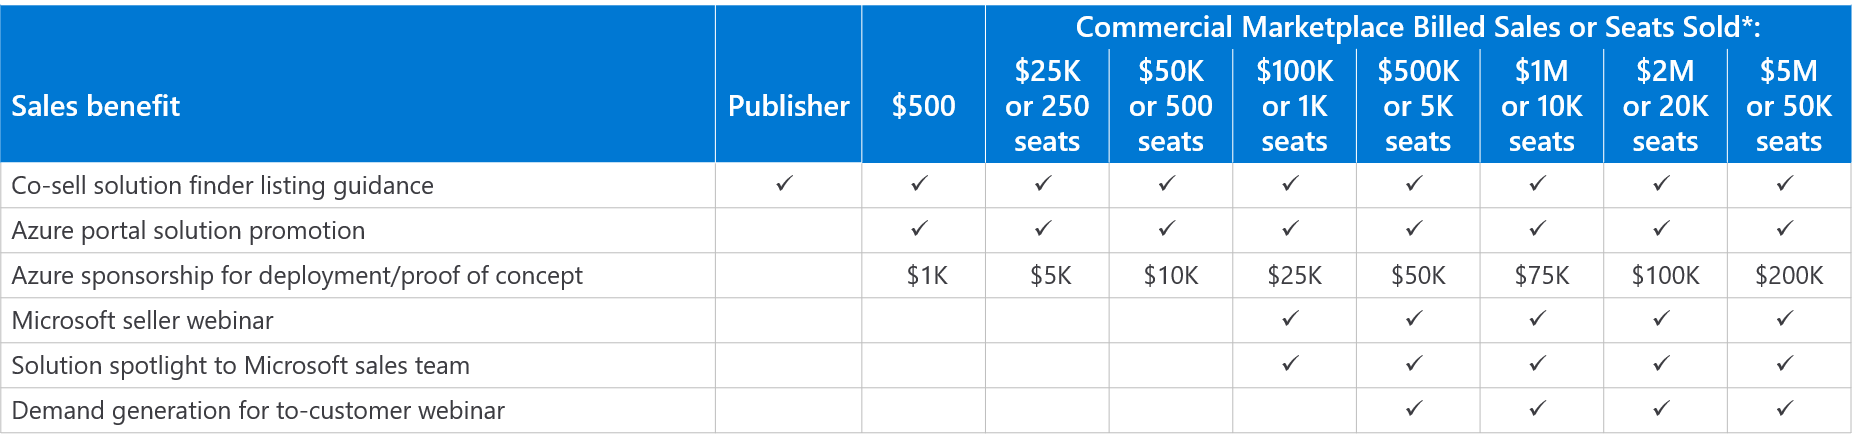 Commercial Marketplace Billed Sales or Seats Sold*:
Sales benefit Publisher $500 $25K or 250 seats $50K or 500 seats $100K or 1K seats $500K or 5K seats $1M or 10K seats $2M or 20K seats $5M or 50K seats
Co-sell solution finder listing guidance ✓ ✓ ✓ ✓ ✓ ✓ ✓ ✓ ✓
Azure portal solution promotion ✓ ✓ ✓ ✓ ✓ ✓ ✓ ✓
Azure sponsorship for deployment/proof of concept $1K $5K $10K $25K $50K $75K $100K $200K
Microsoft seller webinar ✓ ✓ ✓ ✓ ✓
Solution spotlight to Microsoft sales team ✓ ✓ ✓ ✓ ✓
Demand generation for to-customer webinar ✓ ✓ ✓ ✓